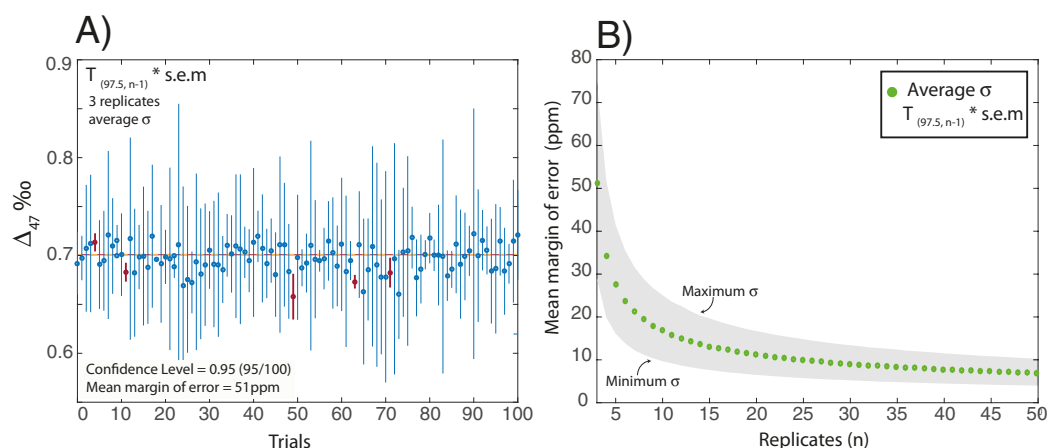 A)
T (97.5, n-1) * s.e.m
3 replicates
average σ
Δ47 ‰
0.9
0.8
0.7
0.6
Confidence Level = 0.95 (95/100)
Mean margin of error = 51ppm
0 10 20 30 40 50 60 70 80 90 100
Trials
B)
Average σ
T (97.5, n-1) * s.e.m
Mean margin of error (ppm)
80
70
60
50
40
30
20
10
0
Maximum σ
Minimum σ
5 10 15 20 25 30 35 40 45 50
Replicates (n)